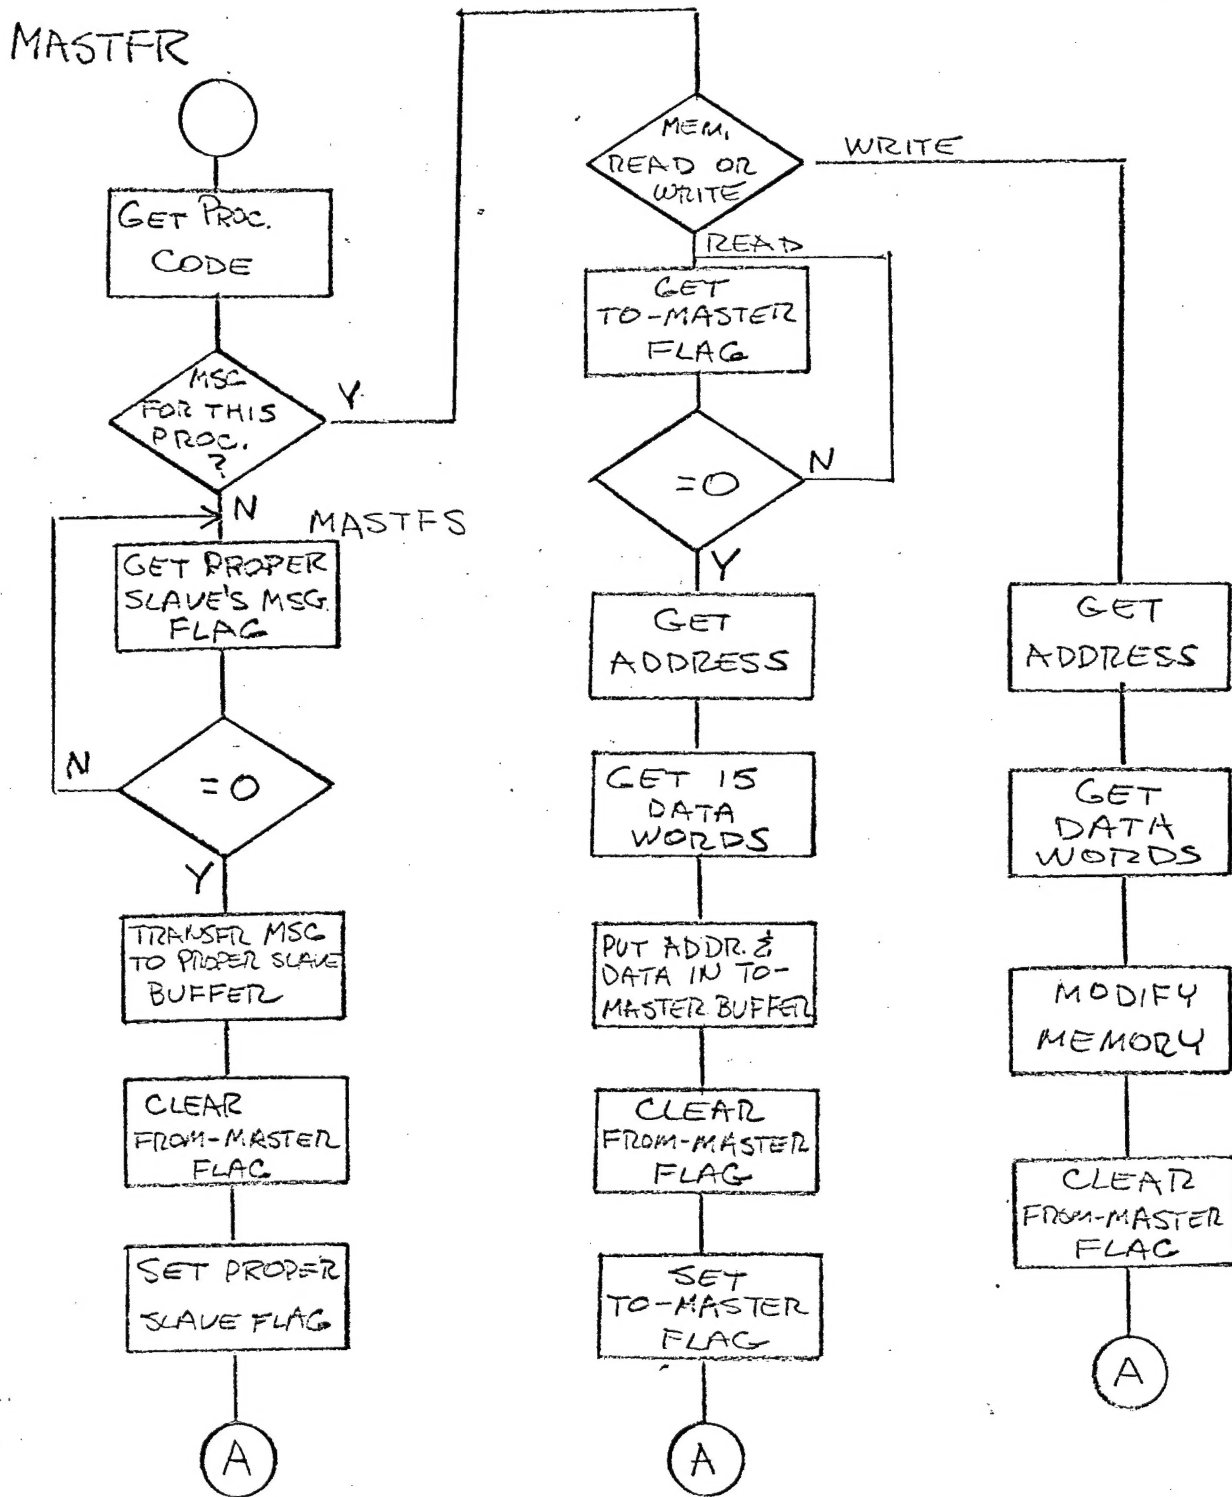 MASTFR
GET PROC.
CODE
MSG
FOR THIS
PROC.
?
Y
N
MASTFS
GET PROPER
SLAVE'S MSG.
FLAG
N
=0
Y
TRANSFR MSG
TO PROPER SLAVE
BUFFER
CLEAR
FROM-MASTER
FLAG
SET PROPER
SLAVE FLAG
A
MEM.
READ OR
WRITE
WRITE
READ
GET
TO-MASTER
FLAG
=0
N
Y
GET
ADDRESS
GET 15
DATA
WORDS
PUT ADDR. &
DATA IN TO-
MASTER BUFFER
CLEAR
FROM-MASTER
FLAG
SET
TO-MASTER
FLAG
A
GET
ADDRESS
GET
DATA
WORDS
MODIFY
MEMORY
CLEAR
FROM-MASTER
FLAG
A